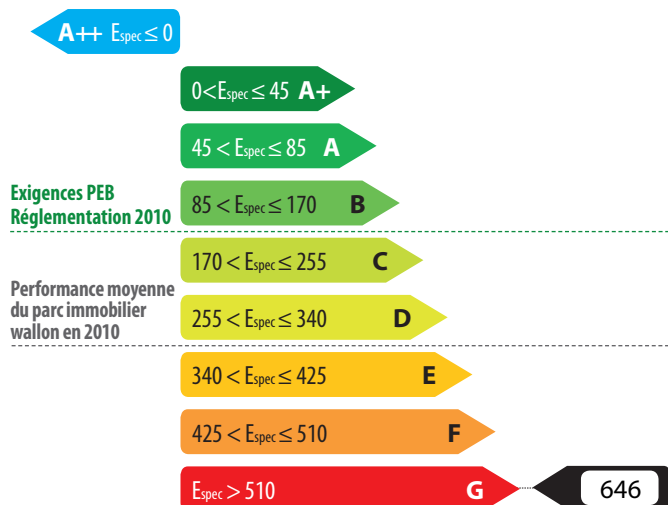 A++ Espec ≤ 0
0<Espec ≤ 45 A+
45 < Espec ≤ 85 A
Exigences PEB
Réglementation 2010
85 < Espec ≤ 170 B
170 < Espec ≤ 255 C
Performance moyenne
du parc immobilier
wallon en 2010
255 < Espec ≤ 340 D
340 < Espec ≤ 425 E
425 < Espec ≤ 510 F
Espec > 510 G 646